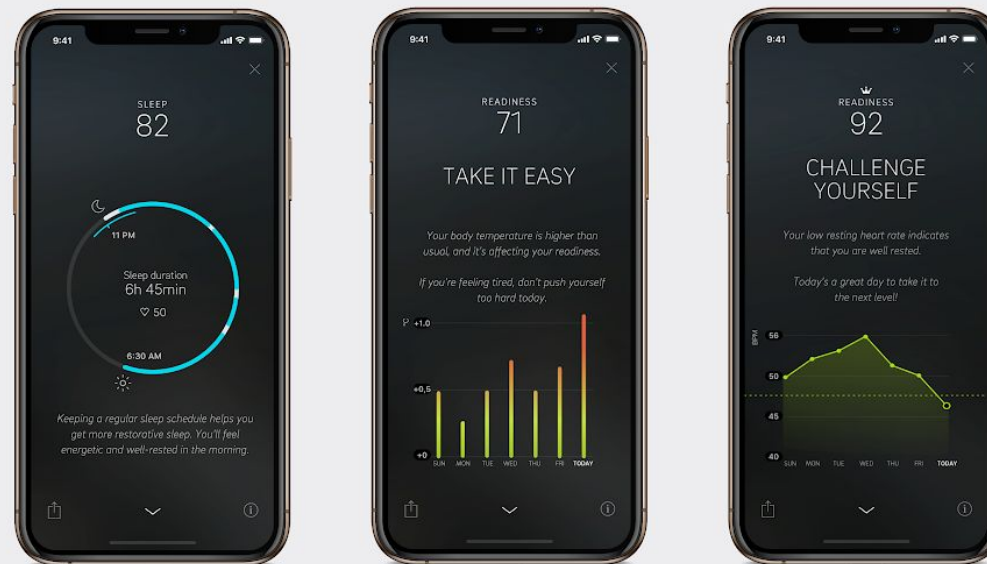 9:41
SLEEP
82
11 PM
Sleep duration
6h 45min
50
6:30 AM
Keeping a regular sleep schedule helps you
get more restorative sleep. You'll feel
energetic and well-rested in the morning.
9:41
READINESS
71
TAKE IT EASY
Your body temperature is higher than
usual, and it's affecting your readiness.
If you're feeling tired, don't push yourself
too hard today.
+1.0
+0,5
+0
SUN MON TUE WED THU FRI TODAY
9:41
READINESS
92
CHALLENGE
YOURSELF
Your low resting heart rate indicates
that you are well rested.
Today's a great day to take it to
the next level!
BPM
56
50
45
40
SUN MON TUE WED THU FRI TODAY